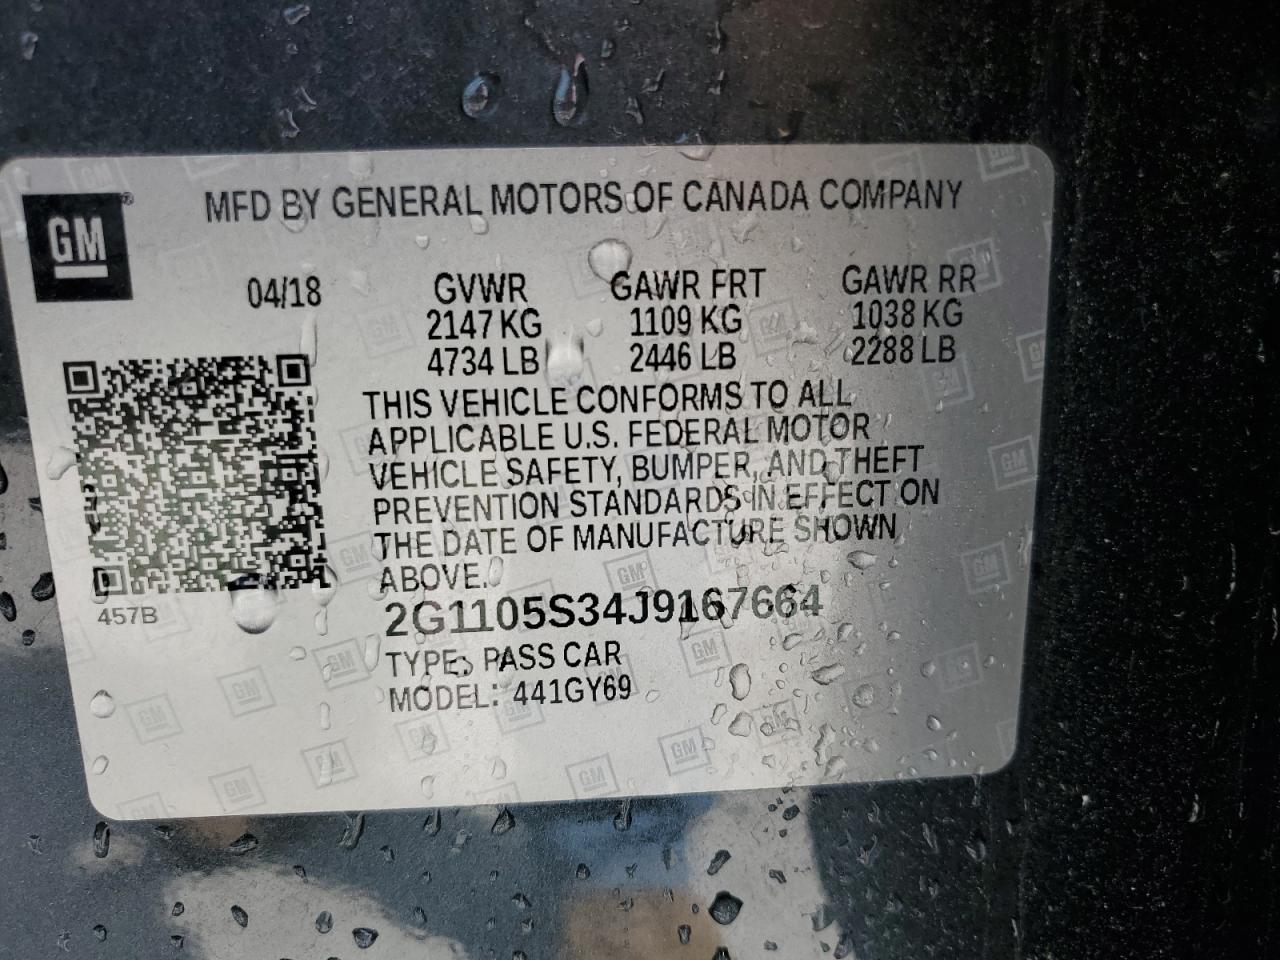 GM®
MFD BY GENERAL MOTORS OF CANADA COMPANY
04/18 GVWR GAWR FRT GAWR RR
2147 KG 1109 KG 1038 KG
4734 LB 2446 LB 2288 LB
THIS VEHICLE CONFORMS TO ALL
APPLICABLE U.S. FEDERAL MOTOR
VEHICLE SAFETY, BUMPER, AND THEFT
PREVENTION STANDARDS IN EFFECT ON
THE DATE OF MANUFACTURE SHOWN
ABOVE.
457B
2G1105S34J9167664
TYPE: PASS CAR
MODEL: 441GY69